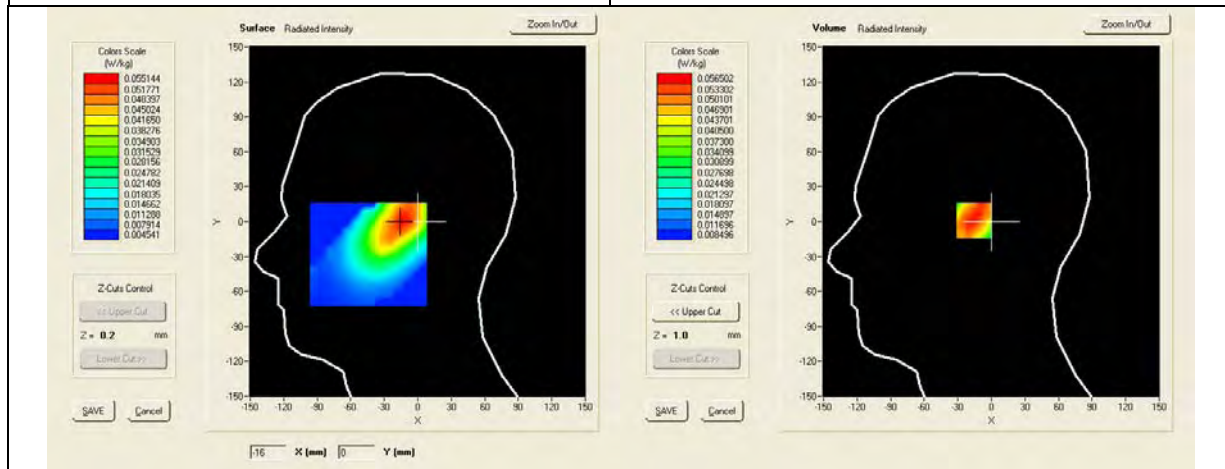 Surface Radiated Intensity
Zoom In/Out
Colors Scale
(W/kg)
0.055144
0.051771
0.048397
0.045024
0.041650
0.038276
0.034903
0.031529
0.028156
0.024782
0.021409
0.018035
0.014662
0.011288
0.007914
0.004541
Z-Cuts Control
<< Upper Cut
Z = 0.2 mm
Lower Cut >>
SAVE Cancel
150
120
90
60
30
0
-30
-60
-90
-120
-150
Y
-150 -120 -90 -60 -30 0 30 60 90 120 150
X
-16 X (mm) 0 Y (mm)
Volume Radiated Intensity
Zoom In/Out
Colors Scale
(W/kg)
0.056502
0.053302
0.050101
0.046901
0.043701
0.040500
0.037300
0.034099
0.030899
0.027698
0.024498
0.021297
0.018097
0.014897
0.011696
0.008496
Z-Cuts Control
<< Upper Cut
Z = 1.0 mm
Lower Cut >>
SAVE Cancel
150
120
90
60
30
0
-30
-60
-90
-120
-150
Y
-150 -120 -90 -60 -30 0 30 60 90 120 150
X